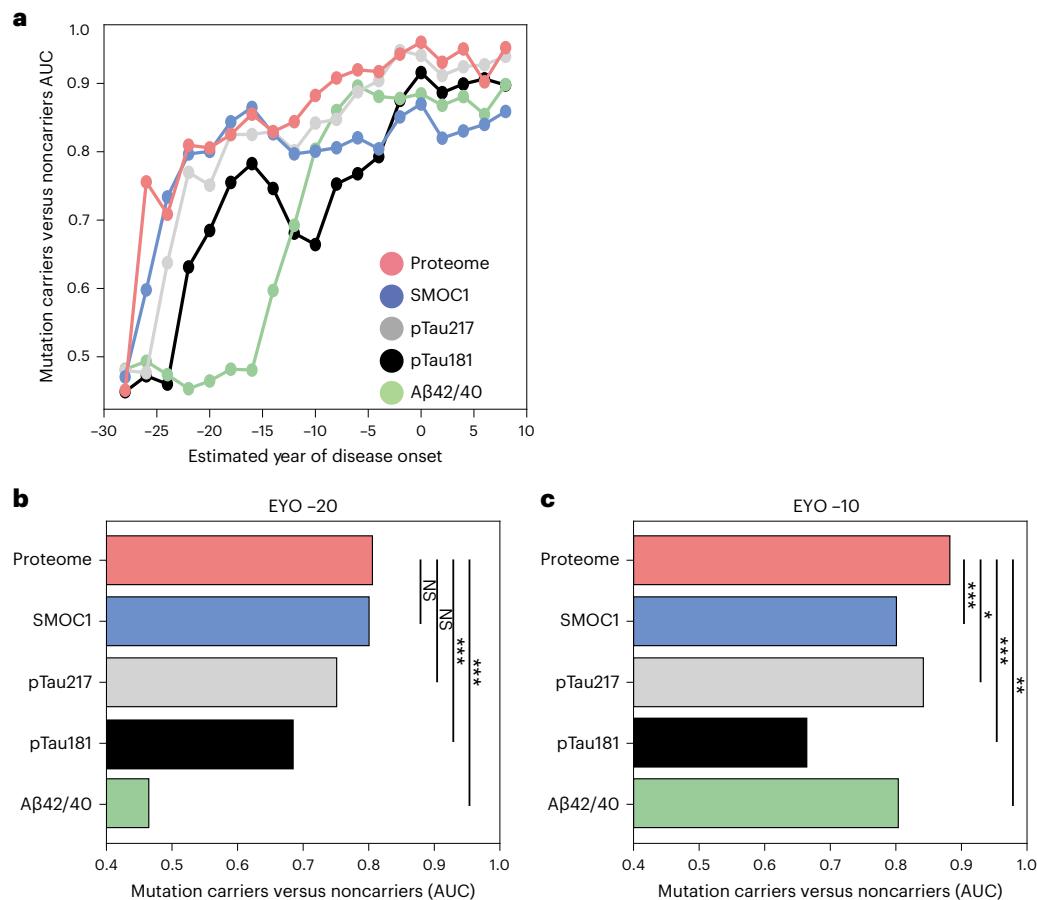 a
1.0
0.9
0.8
0.7
0.6
0.5
Mutation carriers versus noncarriers AUC
Proteome
SMOC1
pTau217
pTau181
Aβ42/40
−30
−25
−20
−15
−10
−5
0
5
10
Estimated year of disease onset
b
EYO −20
Proteome
SMOC1
pTau217
pTau181
Aβ42/40
NS
NS
***
***
0.4
0.5
0.6
0.7
0.8
0.9
1.0
Mutation carriers versus noncarriers (AUC)
c
EYO −10
Proteome
SMOC1
pTau217
pTau181
Aβ42/40
***
*
***
**
0.4
0.5
0.6
0.7
0.8
0.9
1.0
Mutation carriers versus noncarriers (AUC)